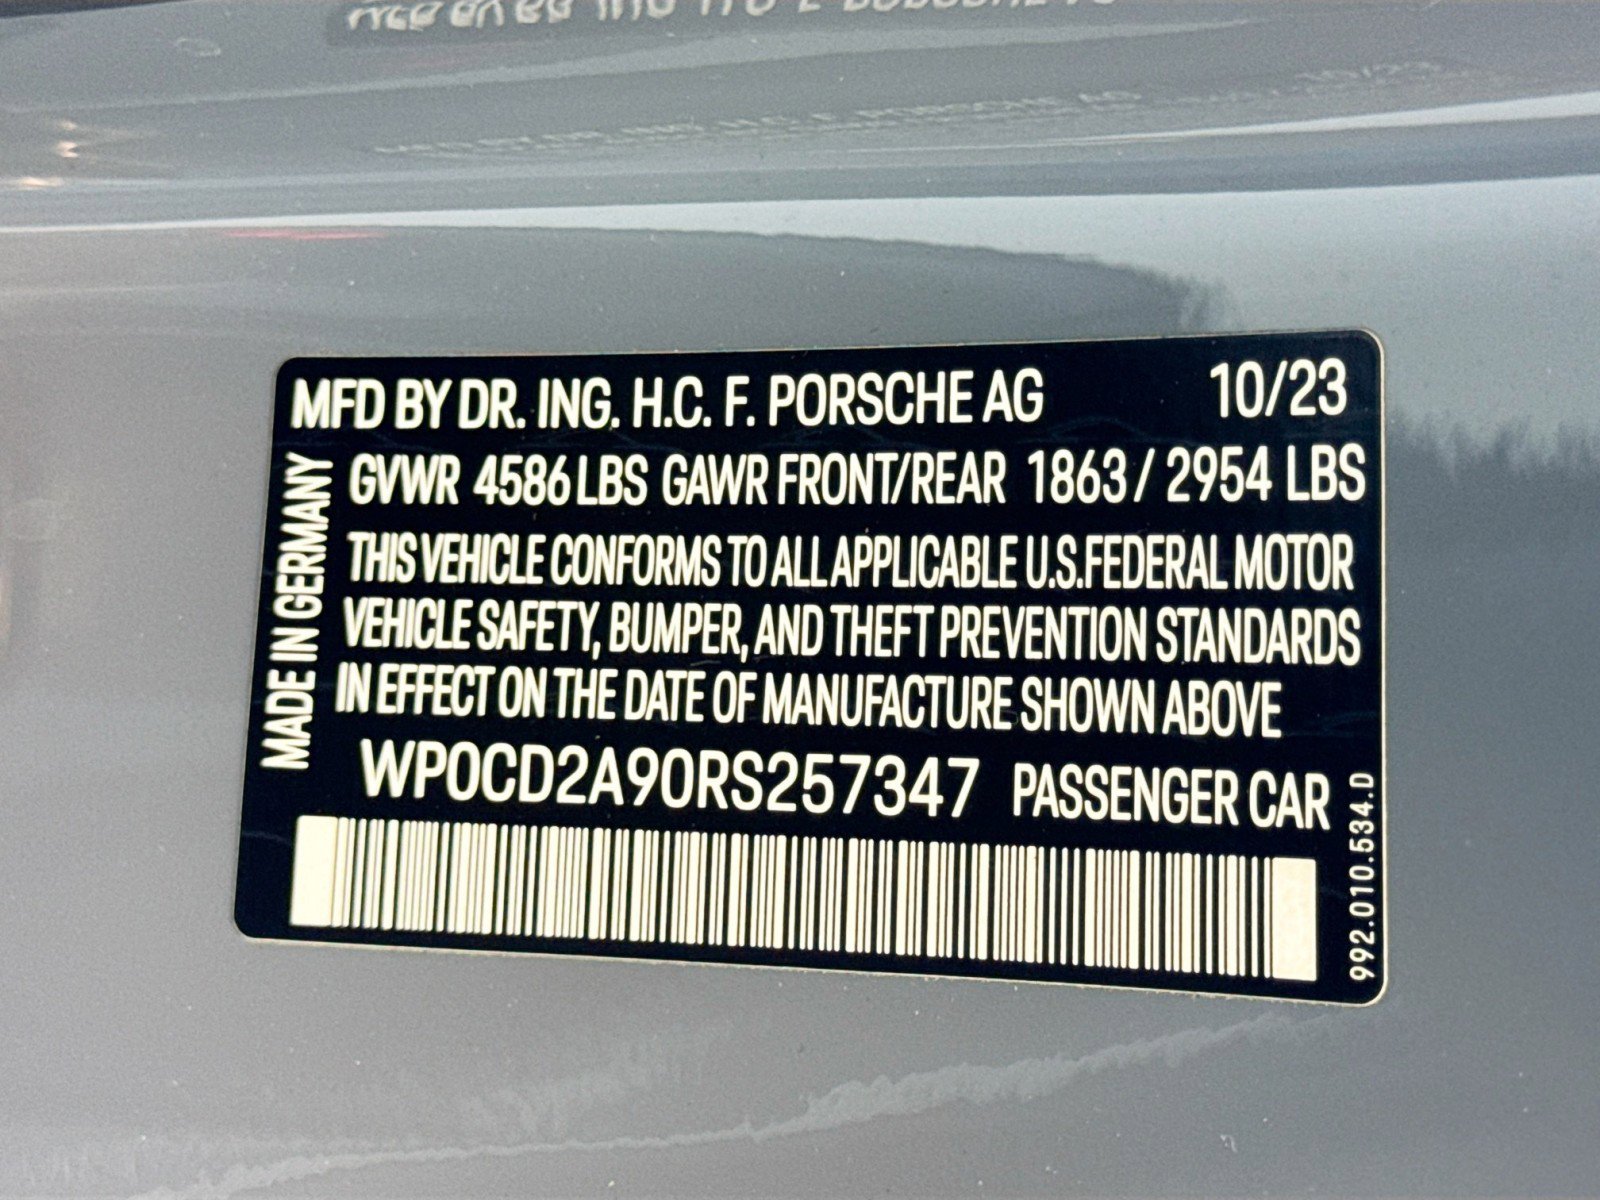 MFD BY DR. ING. H.C. F. PORSCHE AG 10/23
GVWR 4586 LBS GAWR FRONT/REAR 1863 / 2954 LBS
THIS VEHICLE CONFORMS TO ALL APPLICABLE U.S. FEDERAL MOTOR
VEHICLE SAFETY, BUMPER, AND THEFT PREVENTION STANDARDS
IN EFFECT ON THE DATE OF MANUFACTURE SHOWN ABOVE
WP0CD2A90RS257347 PASSENGER CAR
MADE IN GERMANY
992.010.534.D